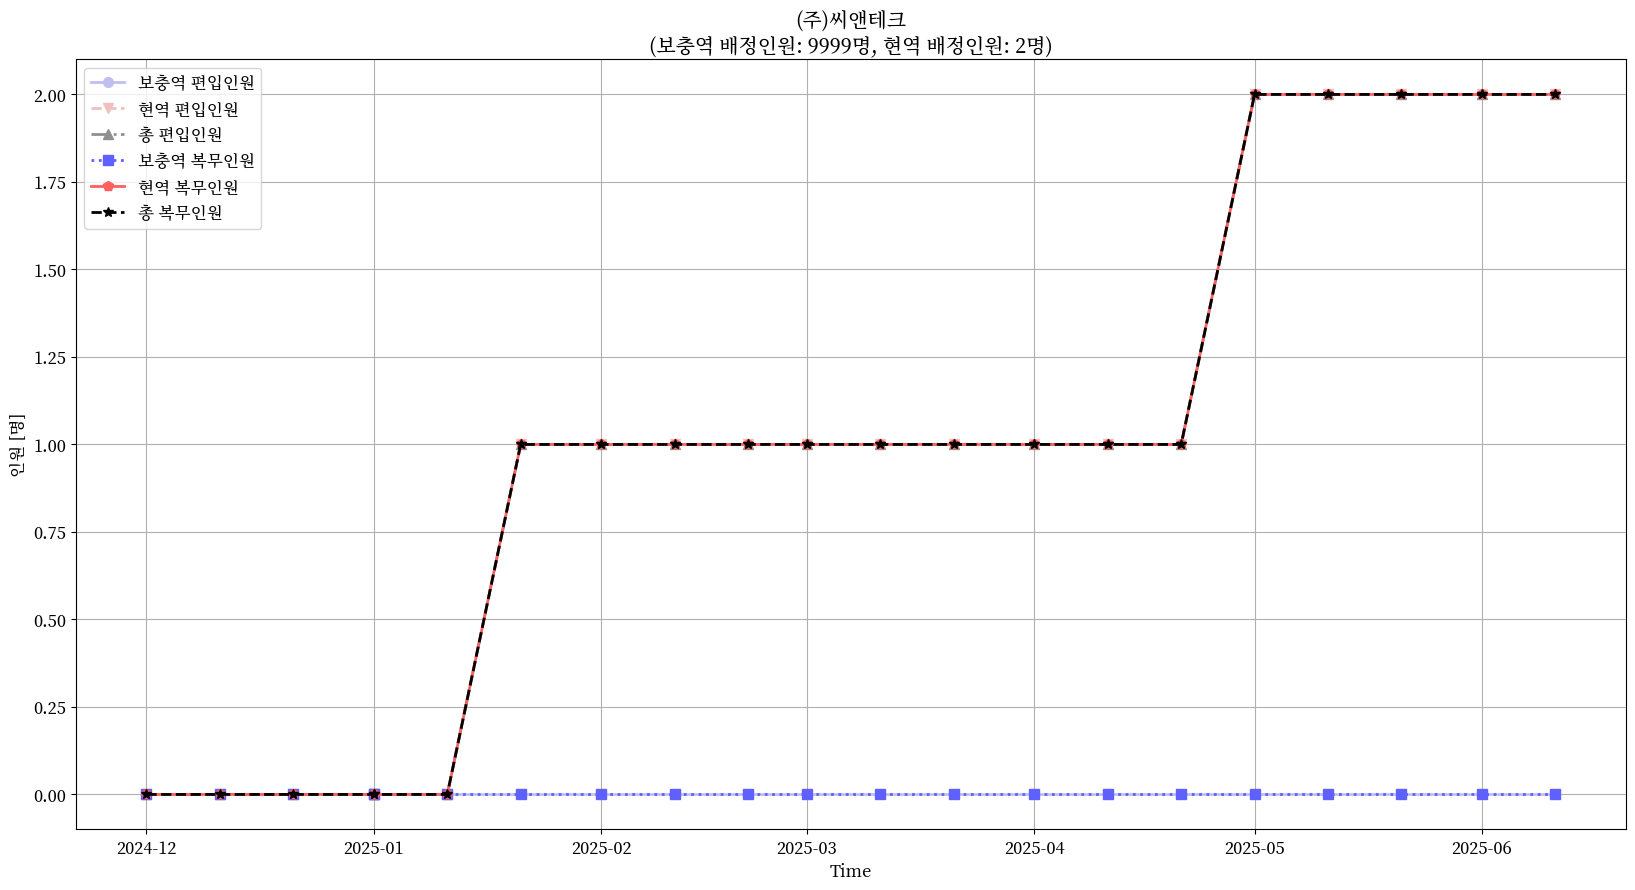 (주)씨앤테크
(보충역 배정인원: 9999명, 현역 배정인원: 2명)
보충역 편입인원
현역 편입인원
총 편입인원
보충역 복무인원
현역 복무인원
총 복무인원
인원 [명]
2.00
1.75
1.50
1.25
1.00
0.75
0.50
0.25
0.00
2024-12 2025-01 2025-02 2025-03 2025-04 2025-05 2025-06
Time